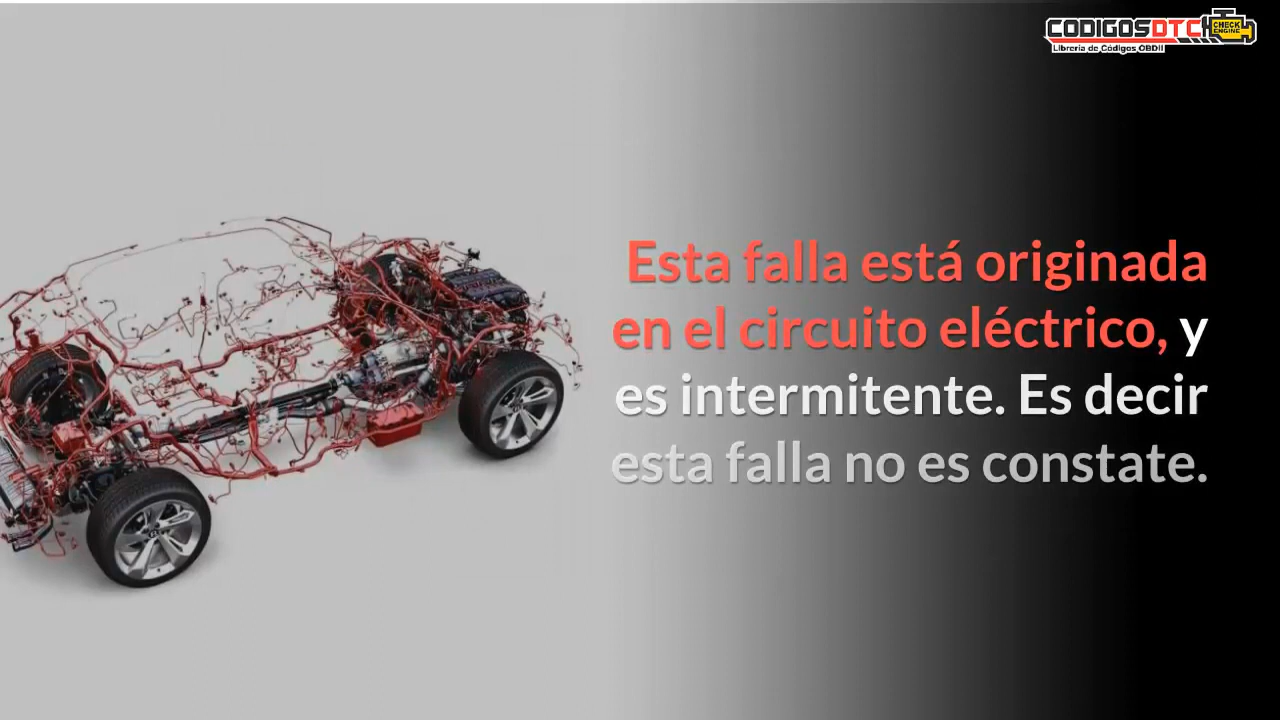 CODIGOSDTC
CHECK
ENGINE
Librería de Códigos OBDII
Esta falla está originada
en el circuito eléctrico, y
es intermitente. Es decir
esta falla no es constate.